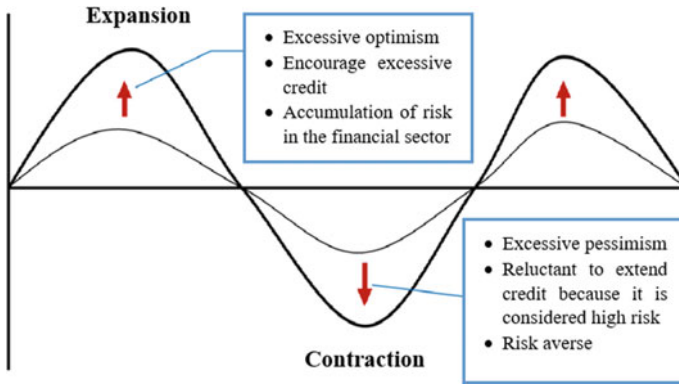 Expansion
• Excessive optimism
• Encourage excessive
credit
• Accumulation of risk
in the financial sector
• Excessive pessimism
• Reluctant to extend
credit because it is
considered high risk
• Risk averse
Contraction